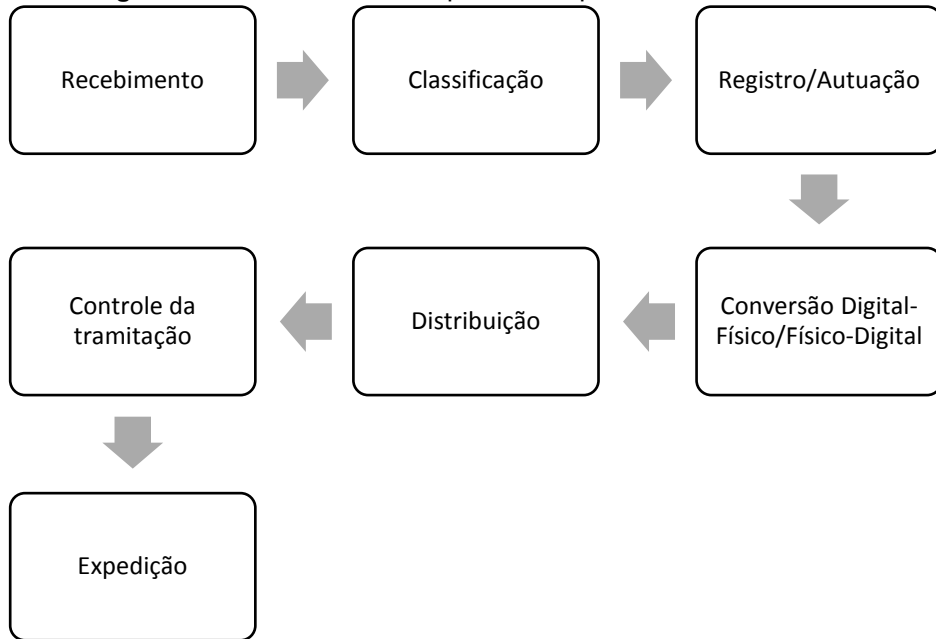 Recebimento
Classificação
Registro/Autuação
Conversão Digital-
Físico/Físico-Digital
Distribuição
Controle da
tramitação
Expedição